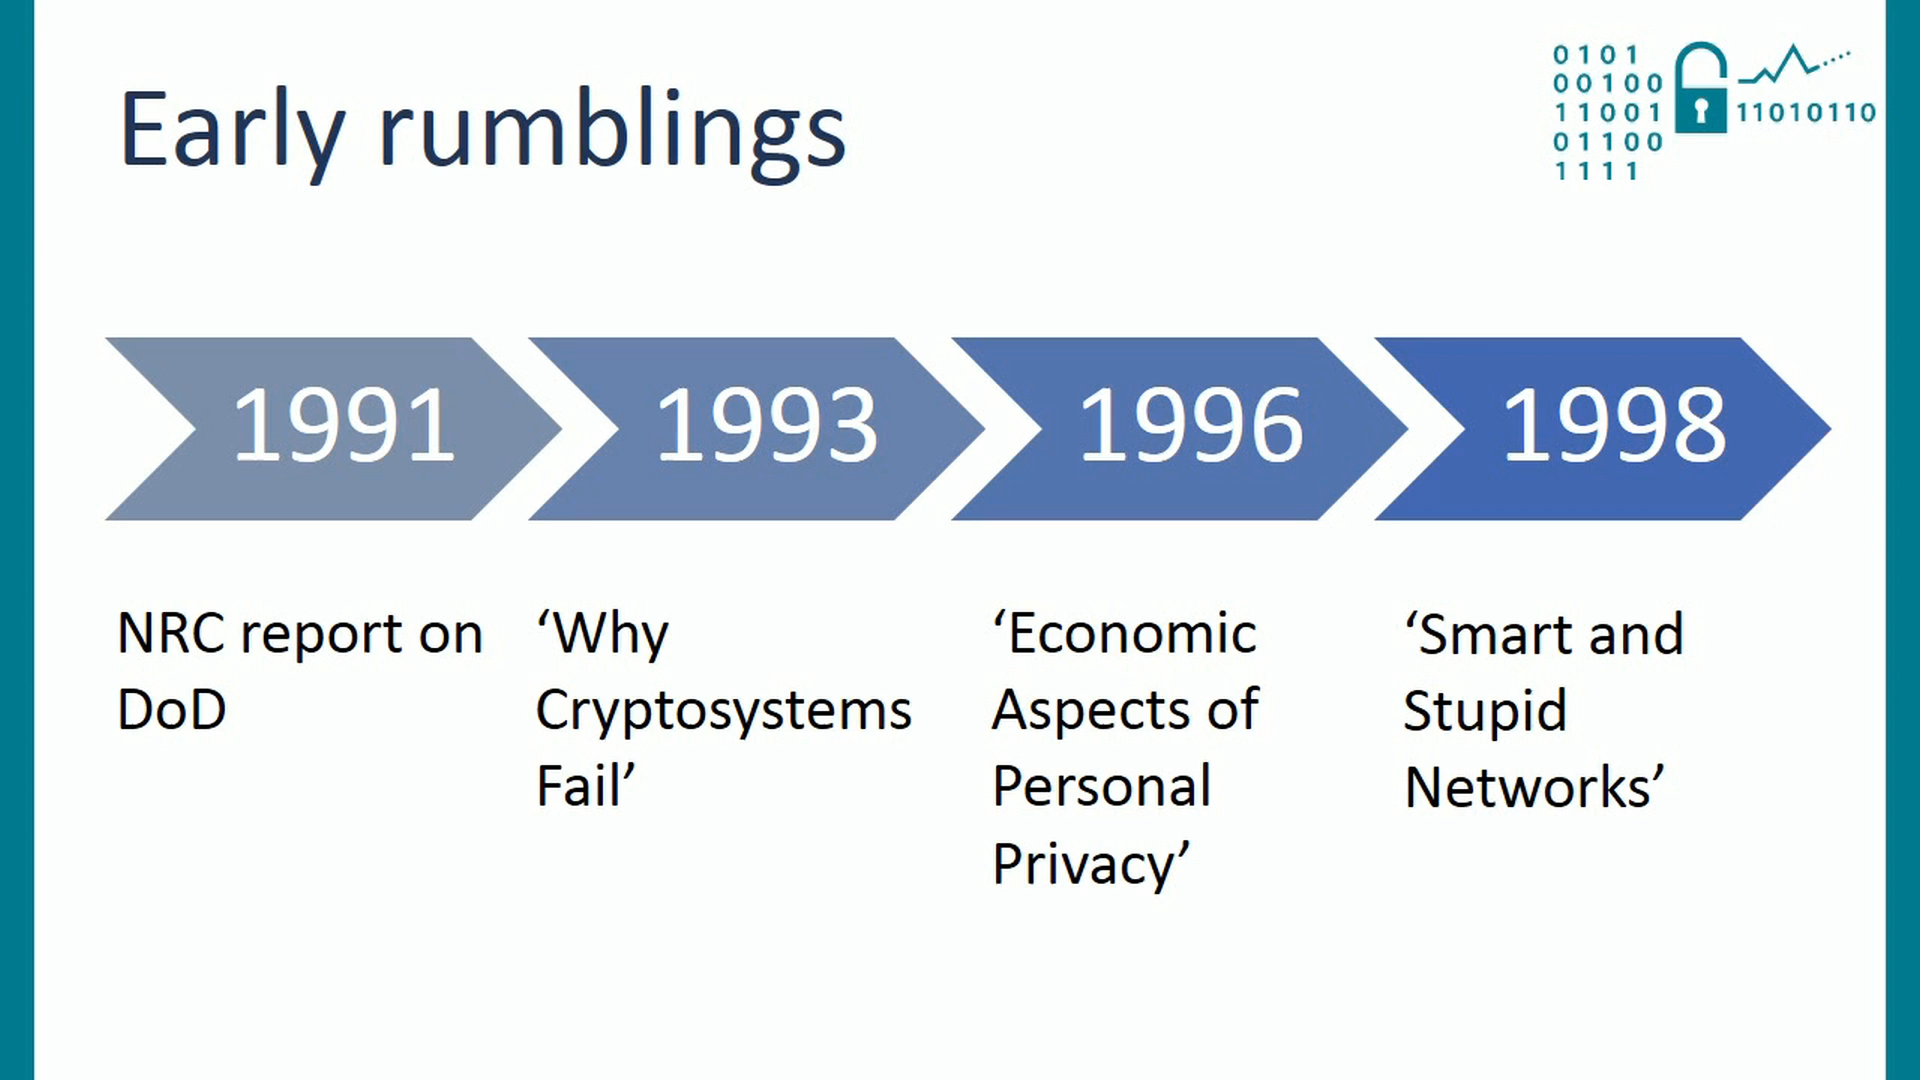 Early rumblings
0101
00100
11001
01100
1111
11010110
1991
1993
1996
1998
NRC report on
DoD
‘Why
Cryptosystems
Fail’
‘Economic
Aspects of
Personal
Privacy’
‘Smart and
Stupid
Networks’